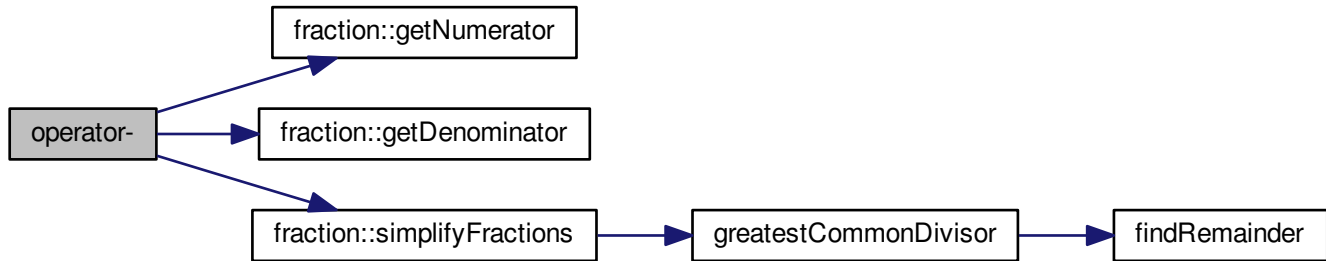 fraction::getNumerator
operator-
fraction::getDenominator
fraction::simplifyFractions
greatestCommonDivisor
findRemainder